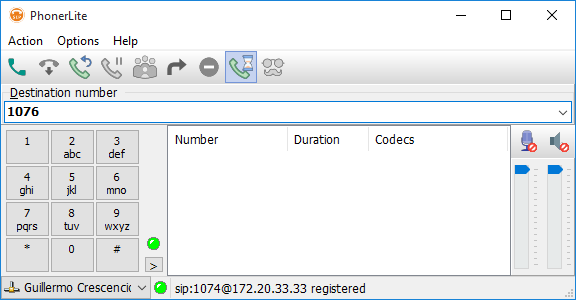 PhonerLite
Action Options Help
Destination number
1076
1 2 3
abc def
4 5 6
ghi jkl mno
7 8 9
pqrs tuv wxyz
* 0 #
>
Number Duration Codecs
Guillermo Crescencio
sip:1074@172.20.33.33 registered